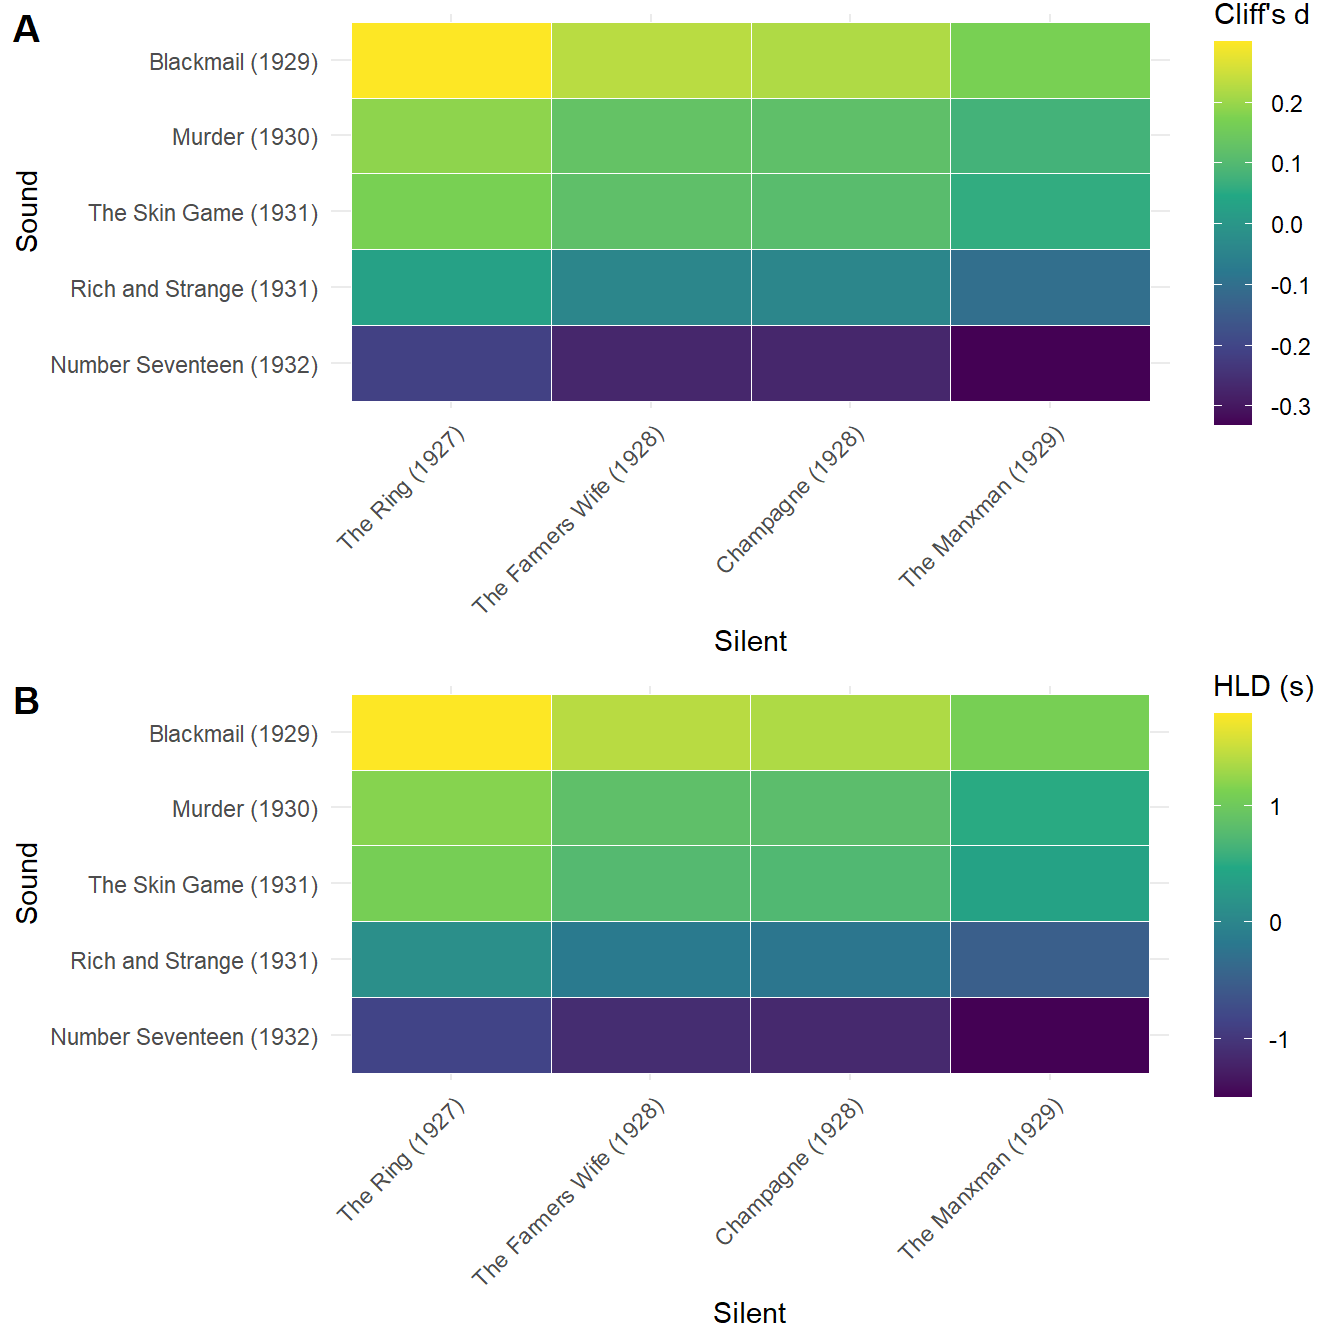 A
Cliff's d
Blackmail (1929)
Murder (1930)
The Skin Game (1931)
Rich and Strange (1931)
Number Seventeen (1932)
Sound
0.2
0.1
0.0
-0.1
-0.2
-0.3
The Ring (1927)
The Farmers Wife (1928)
Champagne (1928)
The Manxman (1929)
Silent
B
HLD (s)
Blackmail (1929)
Murder (1930)
The Skin Game (1931)
Rich and Strange (1931)
Number Seventeen (1932)
Sound
1
0
-1
The Ring (1927)
The Farmers Wife (1928)
Champagne (1928)
The Manxman (1929)
Silent